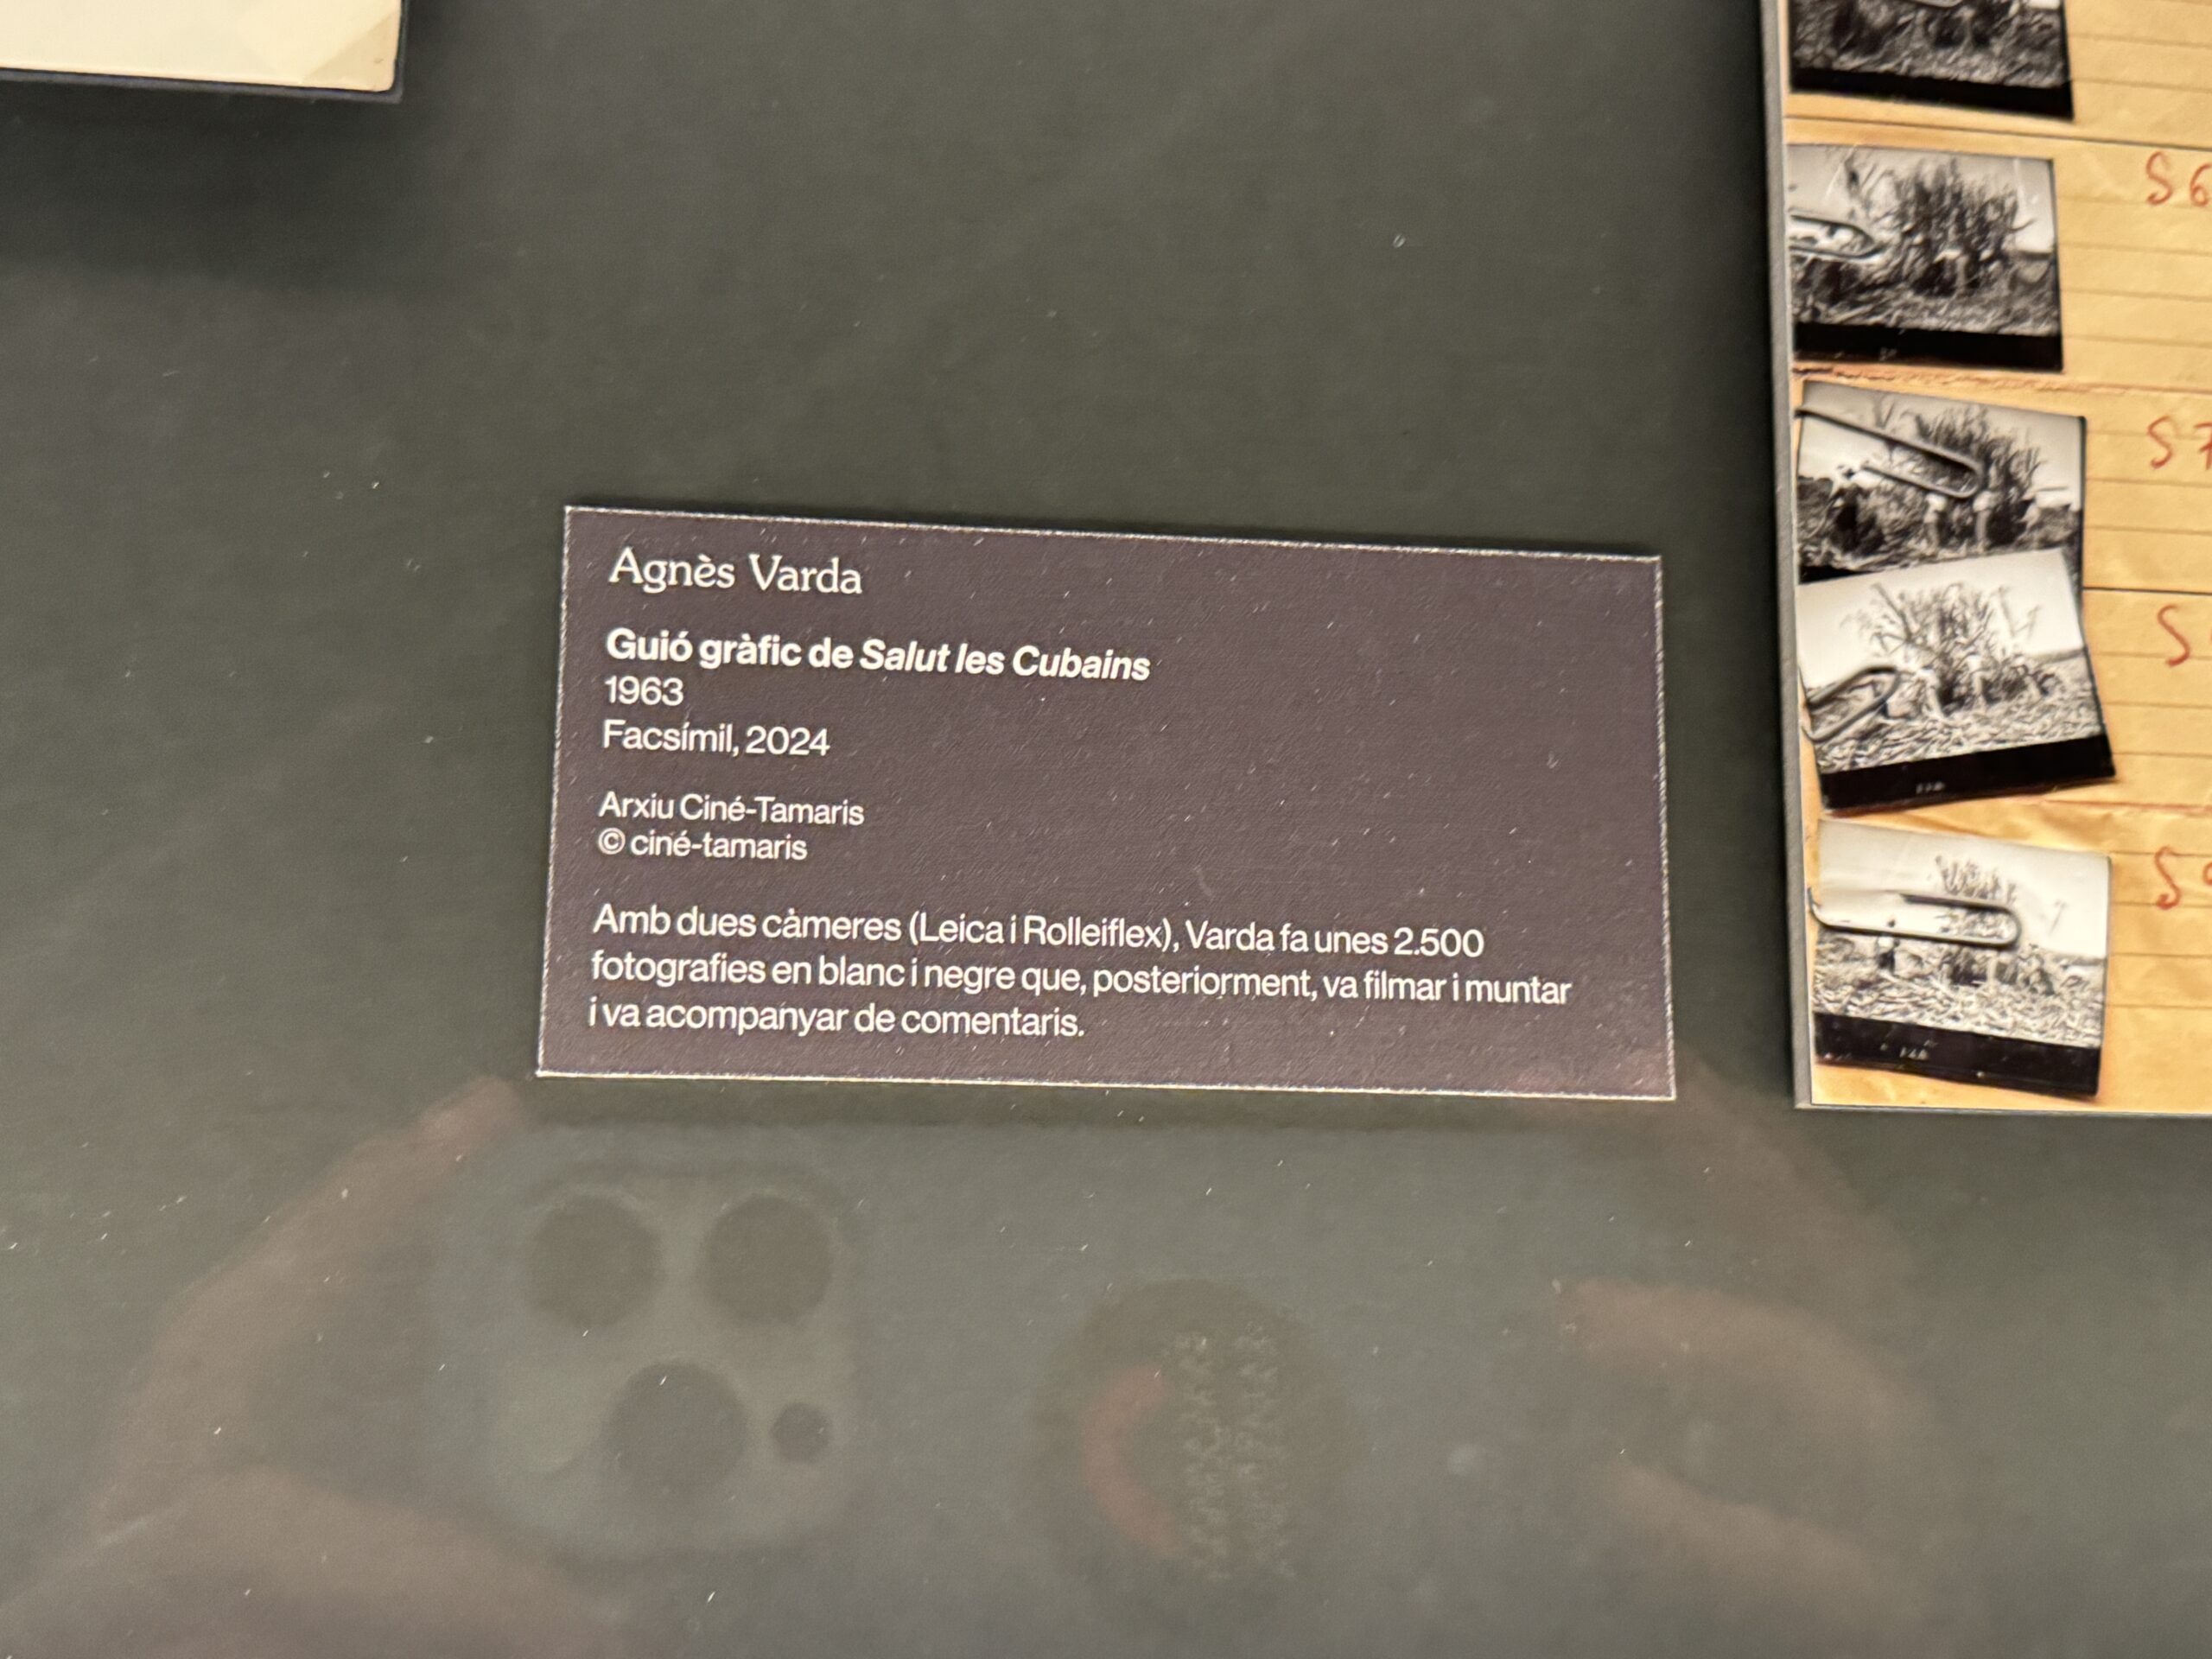 Agnès Varda
Guió gràfic de Salut les Cubains
1963
Facsímil, 2024
Arxiu Ciné-Tamaris
© ciné-tamaris
Amb dues càmeres (Leica i Rolleiflex), Varda fa unes 2.500
fotografies en blanc i negre que, posteriorment, va filmar i muntar
i va acompanyar de comentaris.
S 6
S 7
S
S